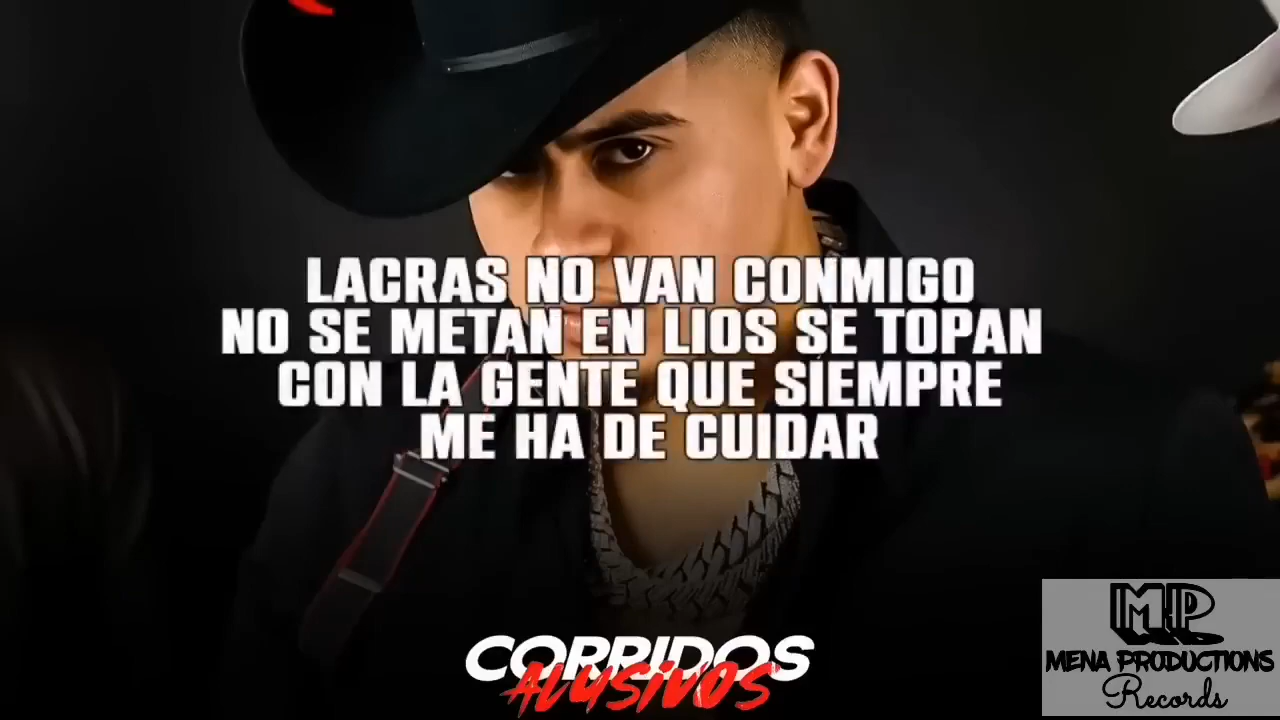 LACRAS NO VAN CONMIGO
NO SE METAN EN LIOS SE TOPAN
CON LA GENTE QUE SIEMPRE
ME HA DE CUIDAR
CORRIDOS
ALUSIVOS
MP
MENA PRODUCTIONS
Records